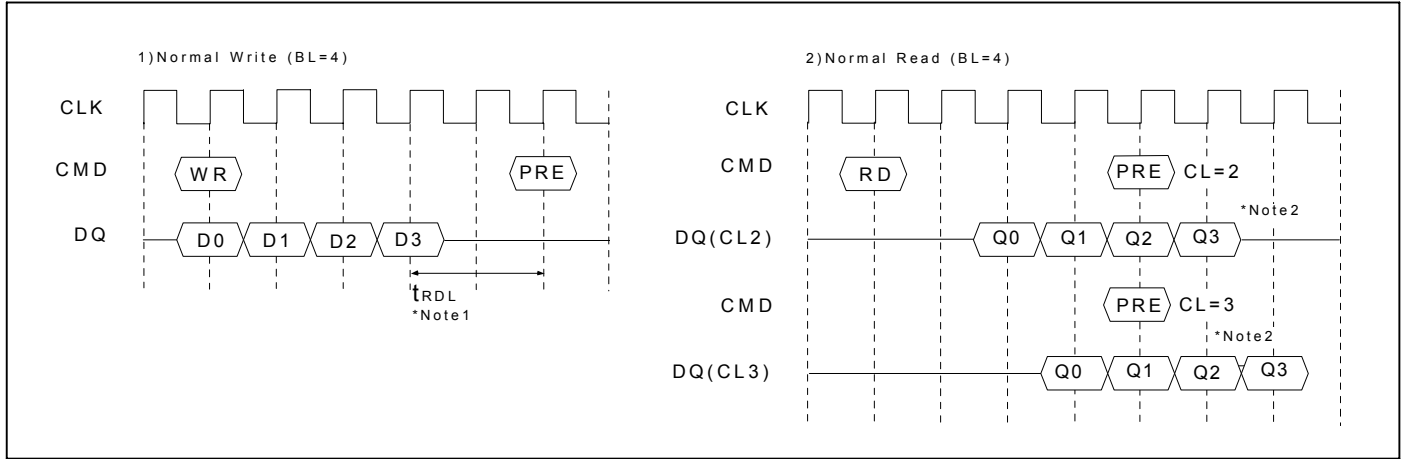 1)Normal Write (BL=4)
CLK
CMD WR PRE
DQ D0 D1 D2 D3
tRDL
*Note1
2)Normal Read (BL=4)
CLK
CMD RD PRE CL=2
*Note2
DQ(CL2) Q0 Q1 Q2 Q3
CMD PRE CL=3
*Note2
DQ(CL3) Q0 Q1 Q2 Q3